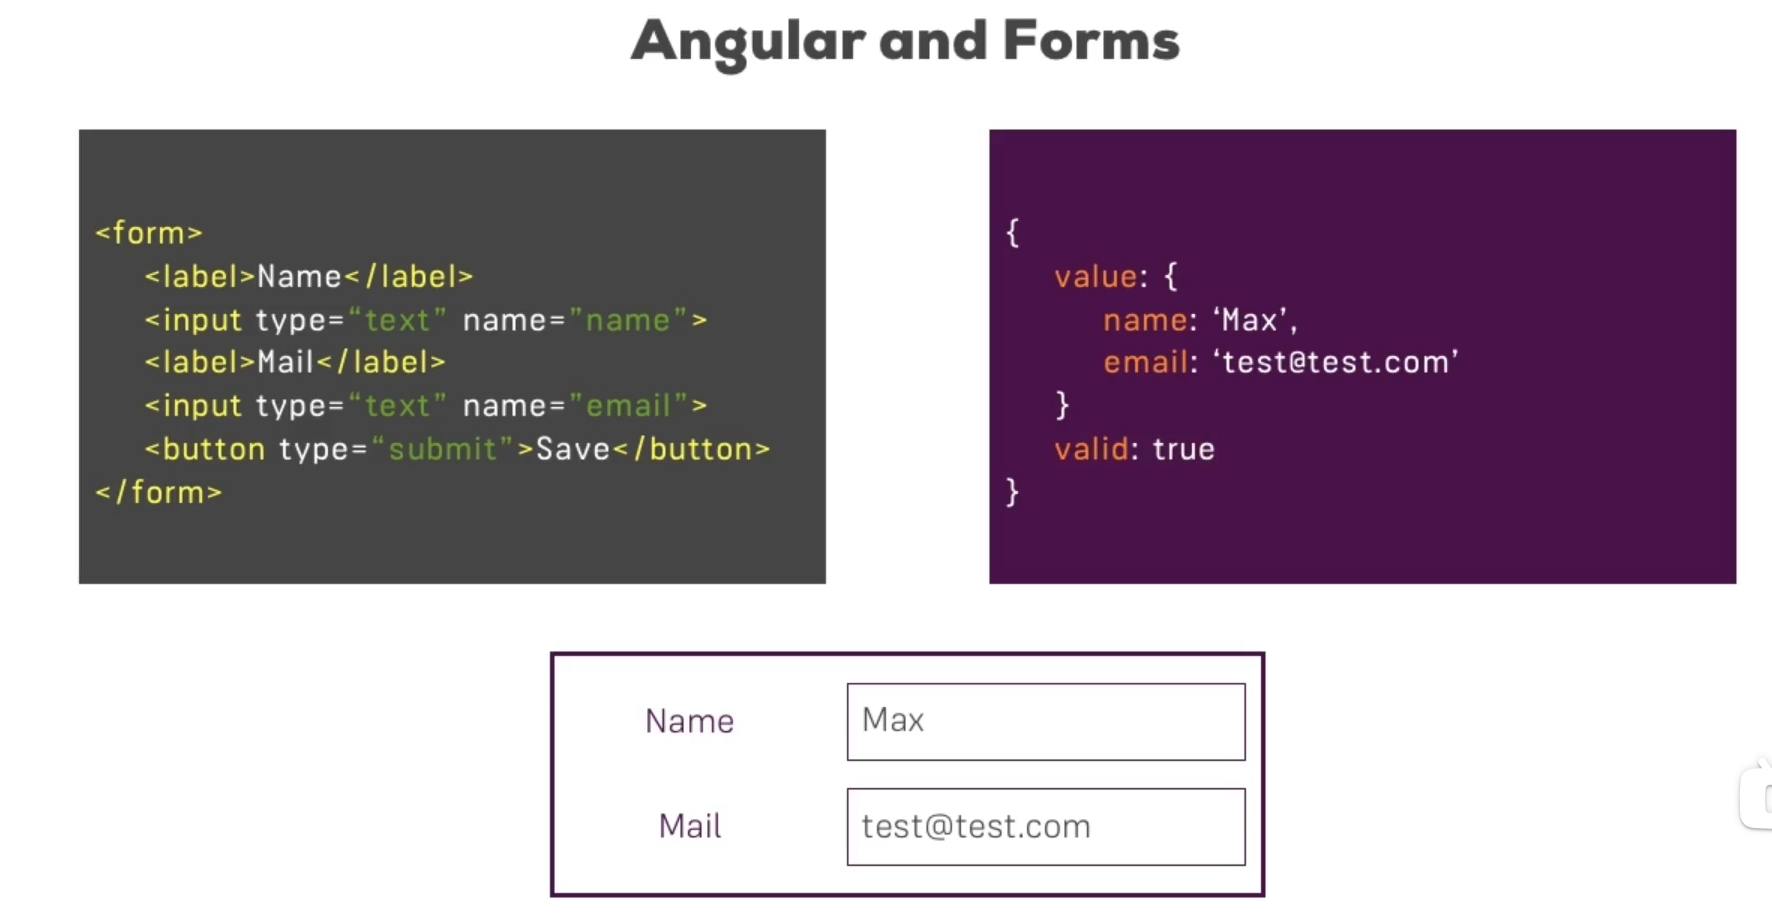 Angular and Forms
<form>
<label>Name</label>
<input type=“text” name=”name”>
<label>Mail</label>
<input type=“text” name=”email”>
<button type=“submit”>Save</button>
</form>
{
value: {
name: ‘Max’,
email: ‘test@test.com’
}
valid: true
}
Name Max
Mail test@test.com